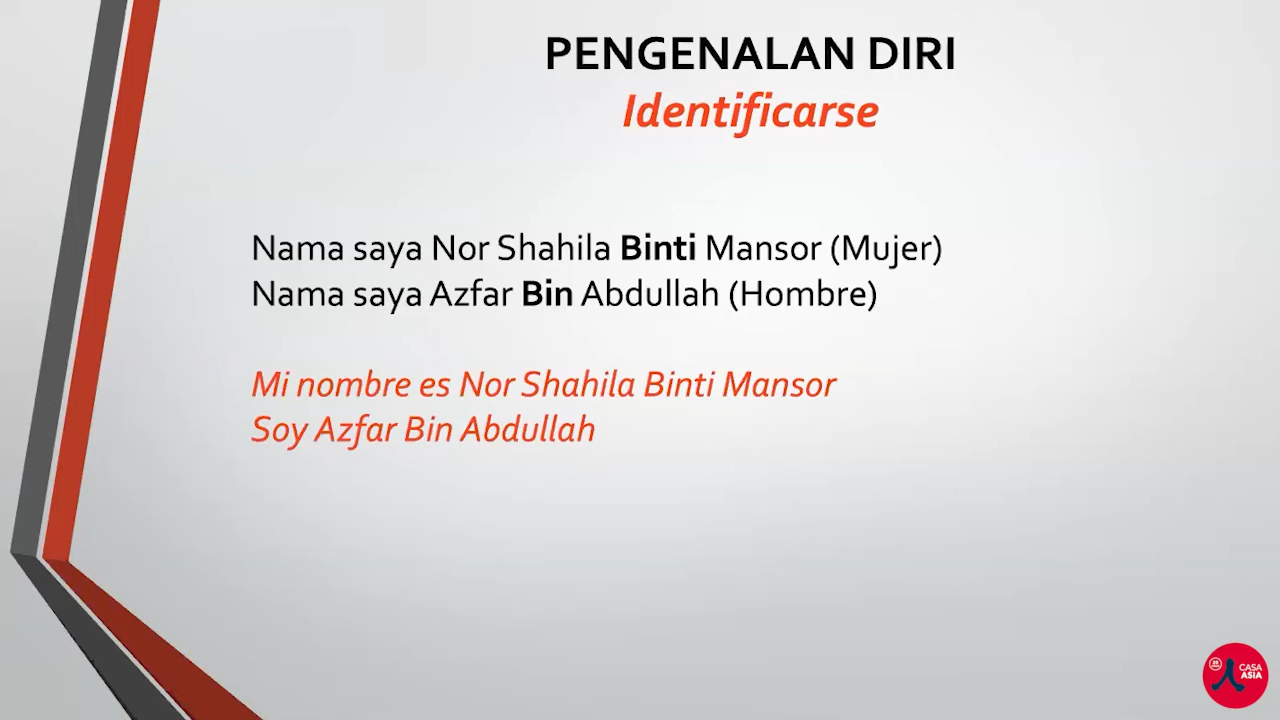 PENGENALAN DIRI
Identificarse
Nama saya Nor Shahila Binti Mansor (Mujer)
Nama saya Azfar Bin Abdullah (Hombre)
Mi nombre es Nor Shahila Binti Mansor
Soy Azfar Bin Abdullah
CASA
ASIA